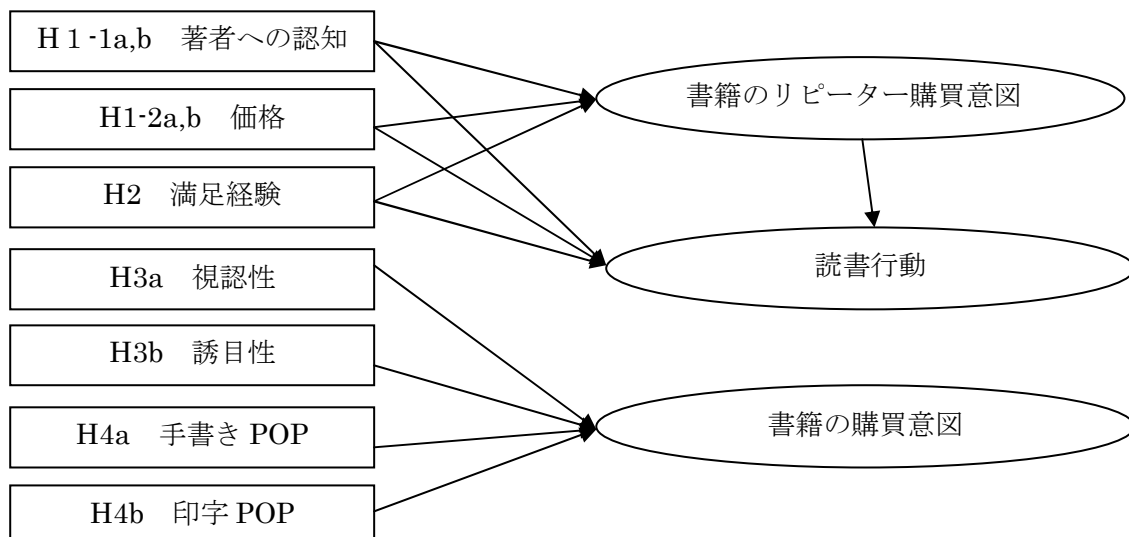 H１-1a,b　著者への認知
H1-2a,b　価格
H2　満足経験
H3a　視認性
H3b　誘目性
H4a　手書き POP
H4b　印字 POP
書籍のリピーター購買意図
読書行動
書籍の購買意図